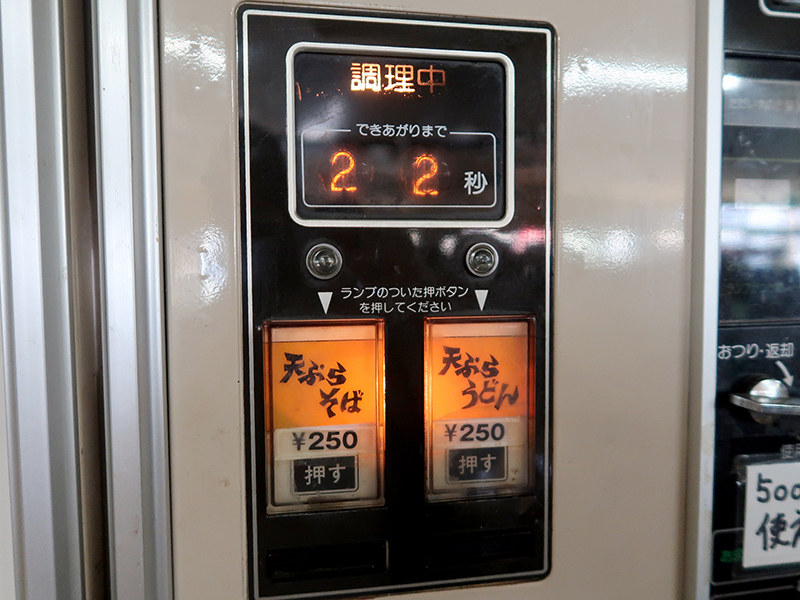 調理中
できあがりまで
2 2 秒
ランプのついた押ボタン
を押してください
天ぷら
そば
¥250
押す
天ぷら
うどん
¥250
押す
おつり・返却
500
使